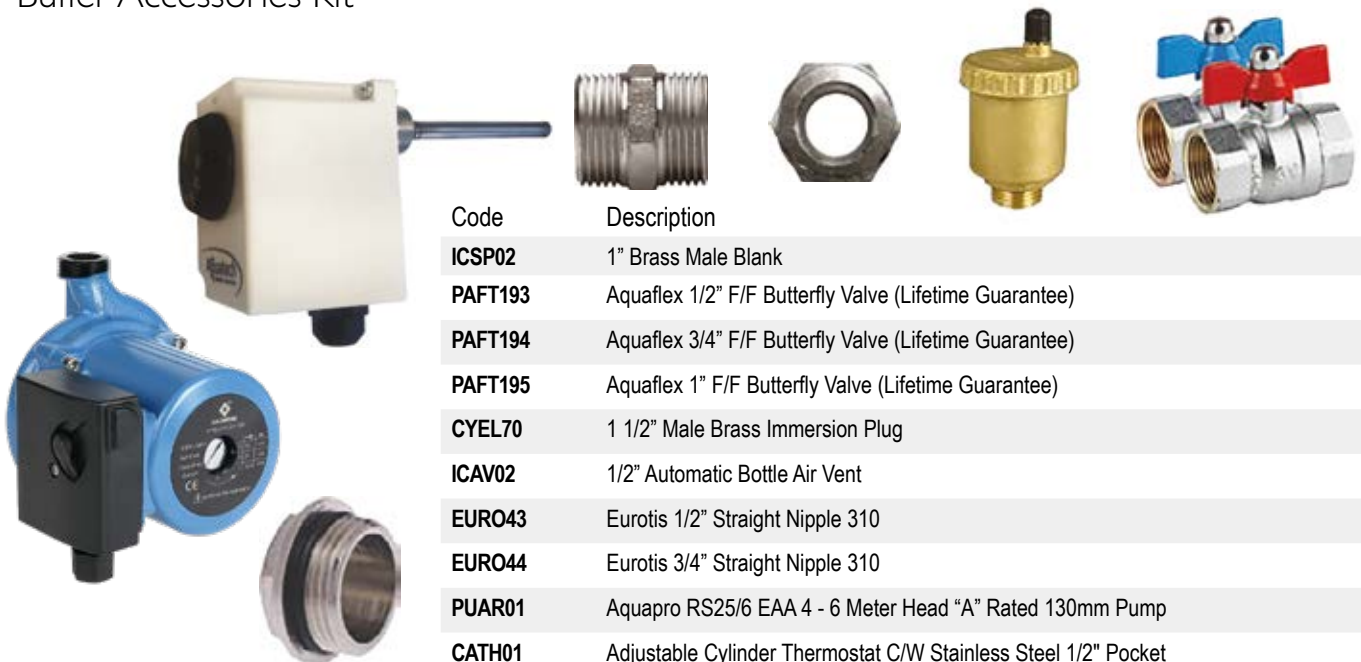 Buffer Accessories Kit
Code Description
ICSP02 1” Brass Male Blank
PAFT193 Aquaflex 1/2” F/F Butterfly Valve (Lifetime Guarantee)
PAFT194 Aquaflex 3/4” F/F Butterfly Valve (Lifetime Guarantee)
PAFT195 Aquaflex 1” F/F Butterfly Valve (Lifetime Guarantee)
CYEL70 1 1/2” Male Brass Immersion Plug
ICAV02 1/2” Automatic Bottle Air Vent
EURO43 Eurotis 1/2” Straight Nipple 310
EURO44 Eurotis 3/4” Straight Nipple 310
PUAR01 Aquapro RS25/6 EAA 4 - 6 Meter Head “A” Rated 130mm Pump
CATH01 Adjustable Cylinder Thermostat C/W Stainless Steel 1/2" Pocket